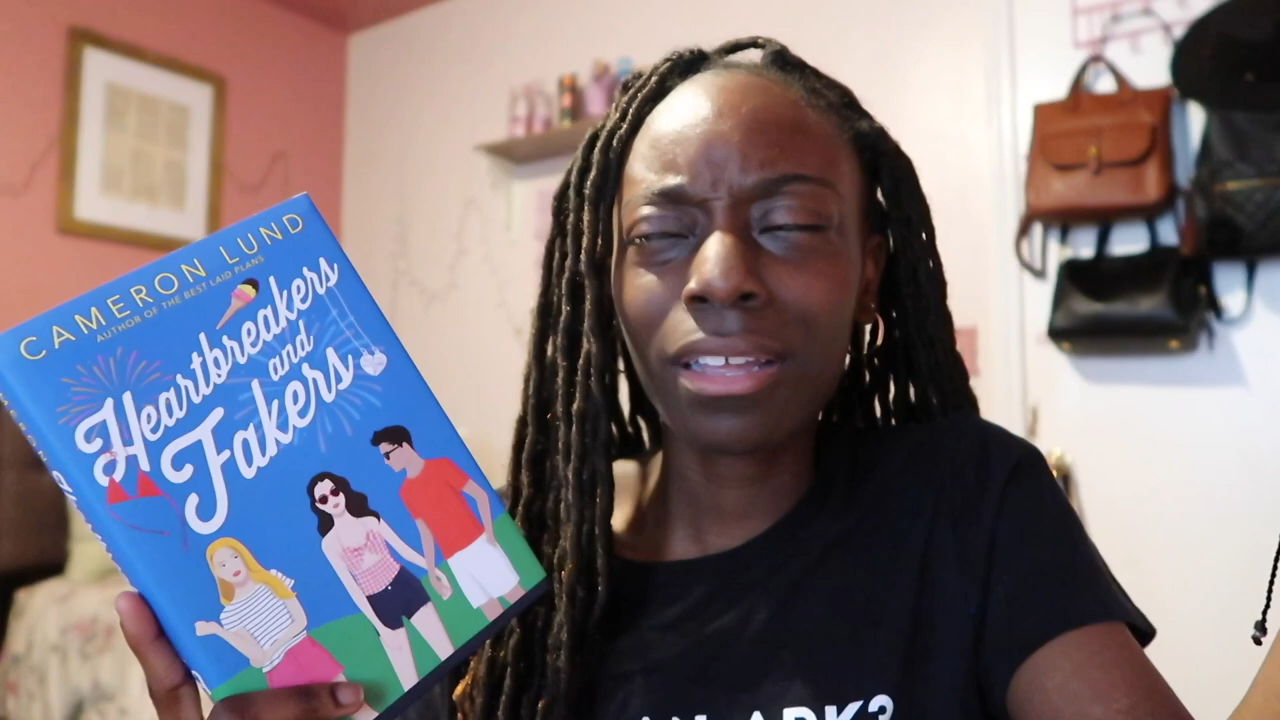 CAMERON LUND
AUTHOR OF THE BEST LAID PLANS
Heartbreakers
and
Fakers